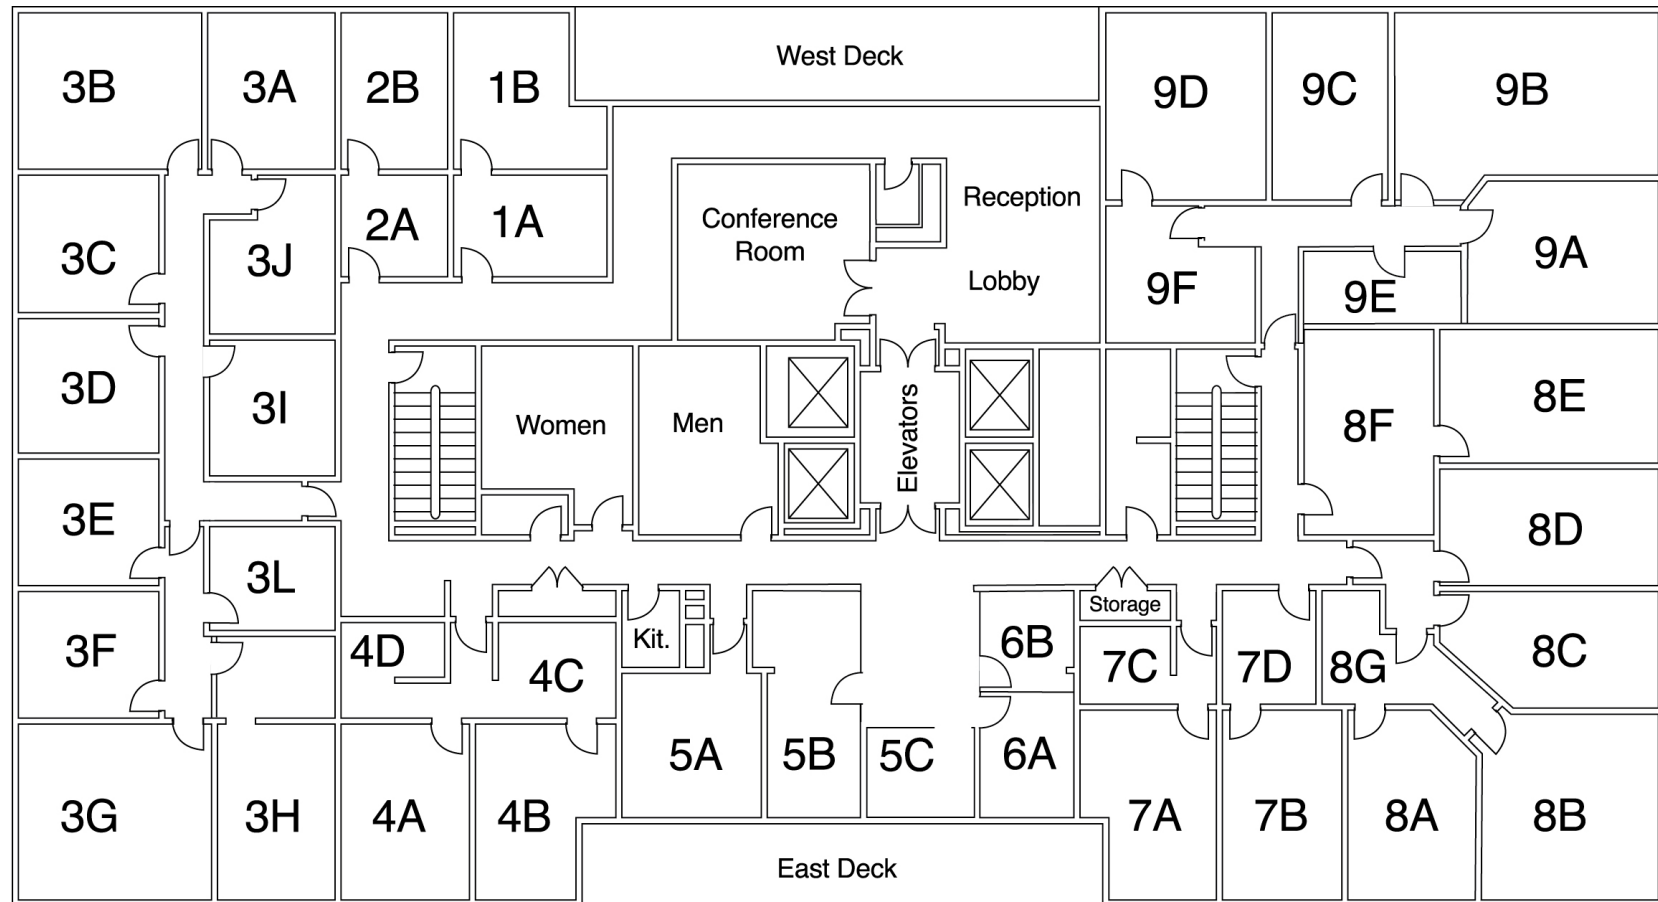 West Deck
3B
3A
2B
1B
9D
9C
9B
Conference
Room
Reception
Lobby
3C
3J
2A
1A
9F
9E
9A
3D
3I
Women
Men
Elevators
8F
8E
3E
3L
8D
Storage
3F
4D
4C
Kit.
6B
7C
7D
8G
8C
5A
5B
5C
6A
3G
3H
4A
4B
7A
7B
8A
8B
East Deck